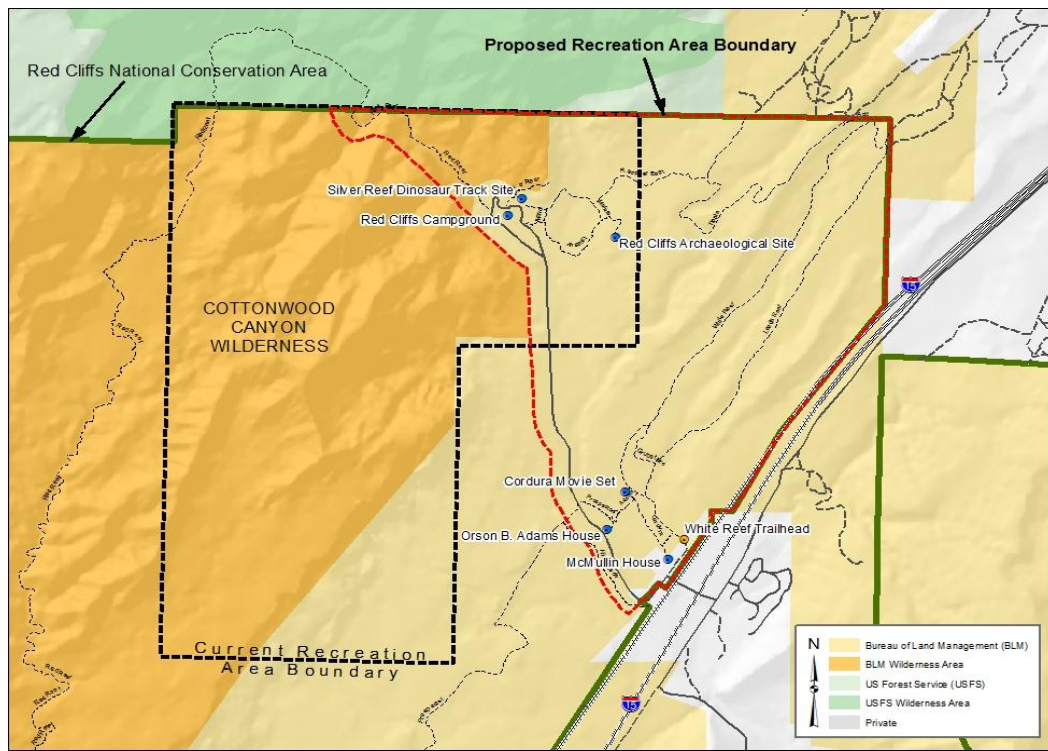 Proposed Recreation Area Boundary
Red Cliffs National Conservation Area
Silver Reef Dinosaur Track Site
Red Cliffs Campground
Red Cliffs Archaeological Site
15
COTTONWOOD
CANYON
WILDERNESS
Cordura Movie Set
Orson B. Adams House
White Reef Trailhead
McMullin House
Current Recreation
Area Boundary
15
N
Bureau of Land Management (BLM)
BLM Wilderness Area
US Forest Service (USFS)
USFS Wilderness Area
Private